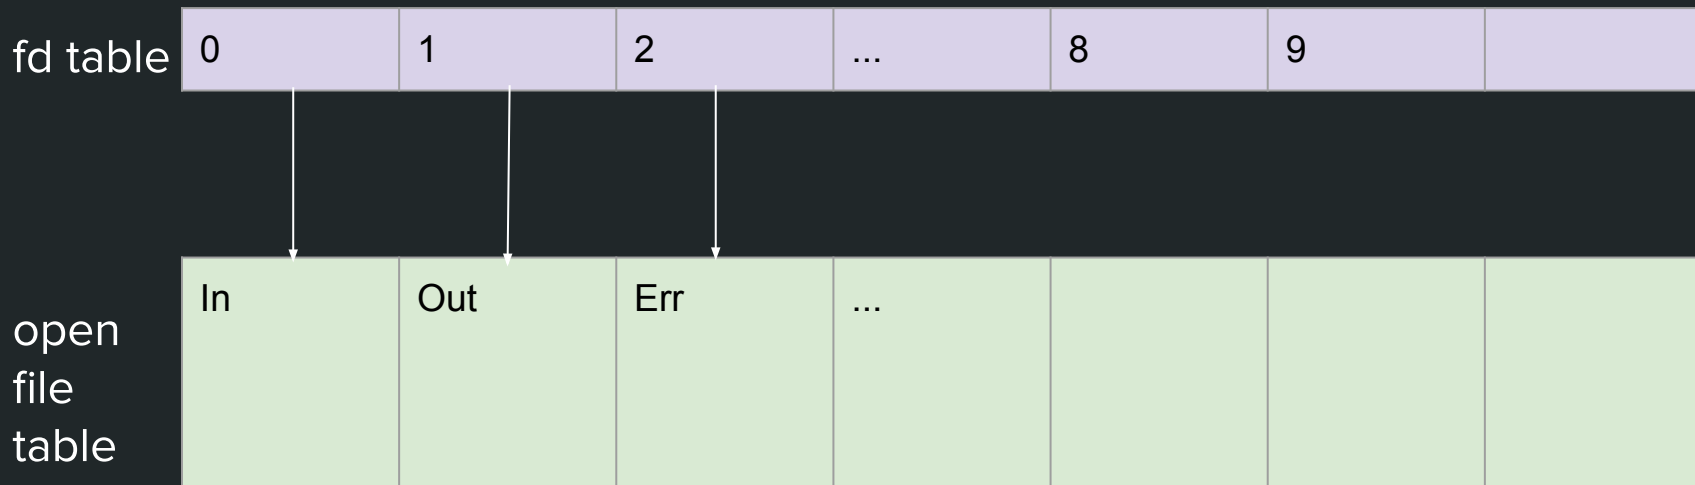 fd table 0 1 2 ... 8 9
In Out Err ...
open
file
table